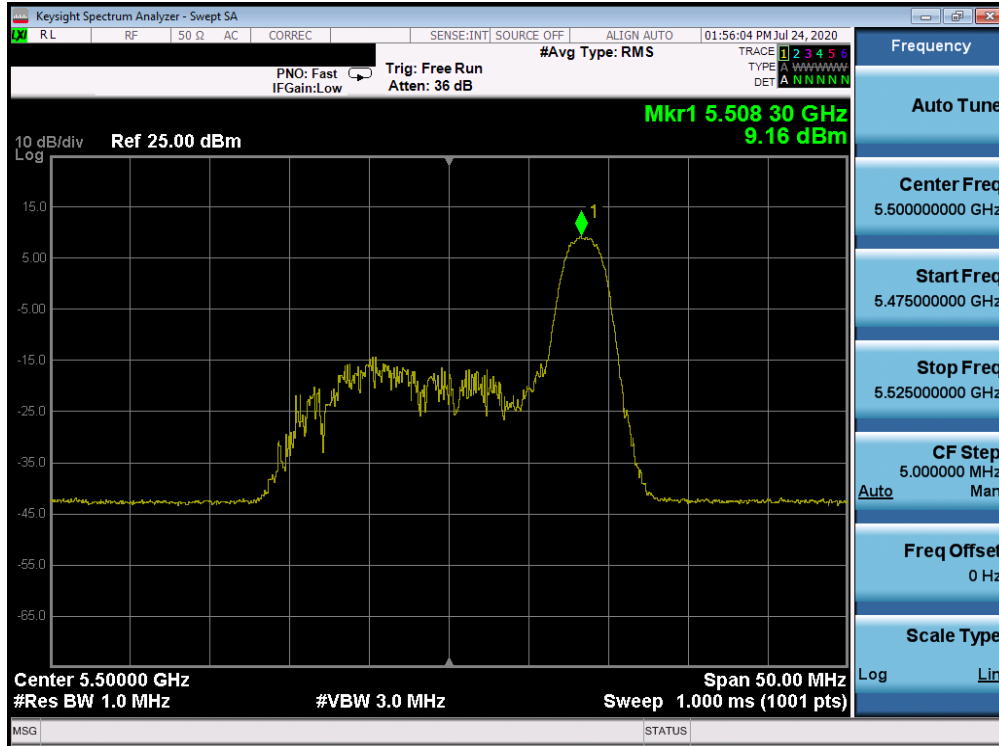 Keysight Spectrum Analyzer - Swept SA
LXI RL RF 50 Ω AC CORREC SENSE:INT SOURCE OFF ALIGN AUTO 01:56:04 PM Jul 24, 2020
#Avg Type: RMS
TRACE 1 2 3 4 5 6
TYPE A WWWWW
DET A N N N N N
PNO: Fast
IFGain:Low
Trig: Free Run
Atten: 36 dB
Mkr1 5.508 30 GHz
9.16 dBm
10 dB/div
Log
Ref 25.00 dBm
1
15.0
5.00
-5.00
-15.0
-25.0
-35.0
-45.0
-55.0
-65.0
Center 5.50000 GHz
Span 50.00 MHz
#Res BW 1.0 MHz
#VBW 3.0 MHz
Sweep 1.000 ms (1001 pts)
MSG
STATUS
Frequency
Auto Tune
Center Freq
5.500000000 GHz
Start Freq
5.475000000 GHz
Stop Freq
5.525000000 GHz
CF Step
5.000000 MHz
Auto Man
Freq Offset
0 Hz
Scale Type
Log Lin